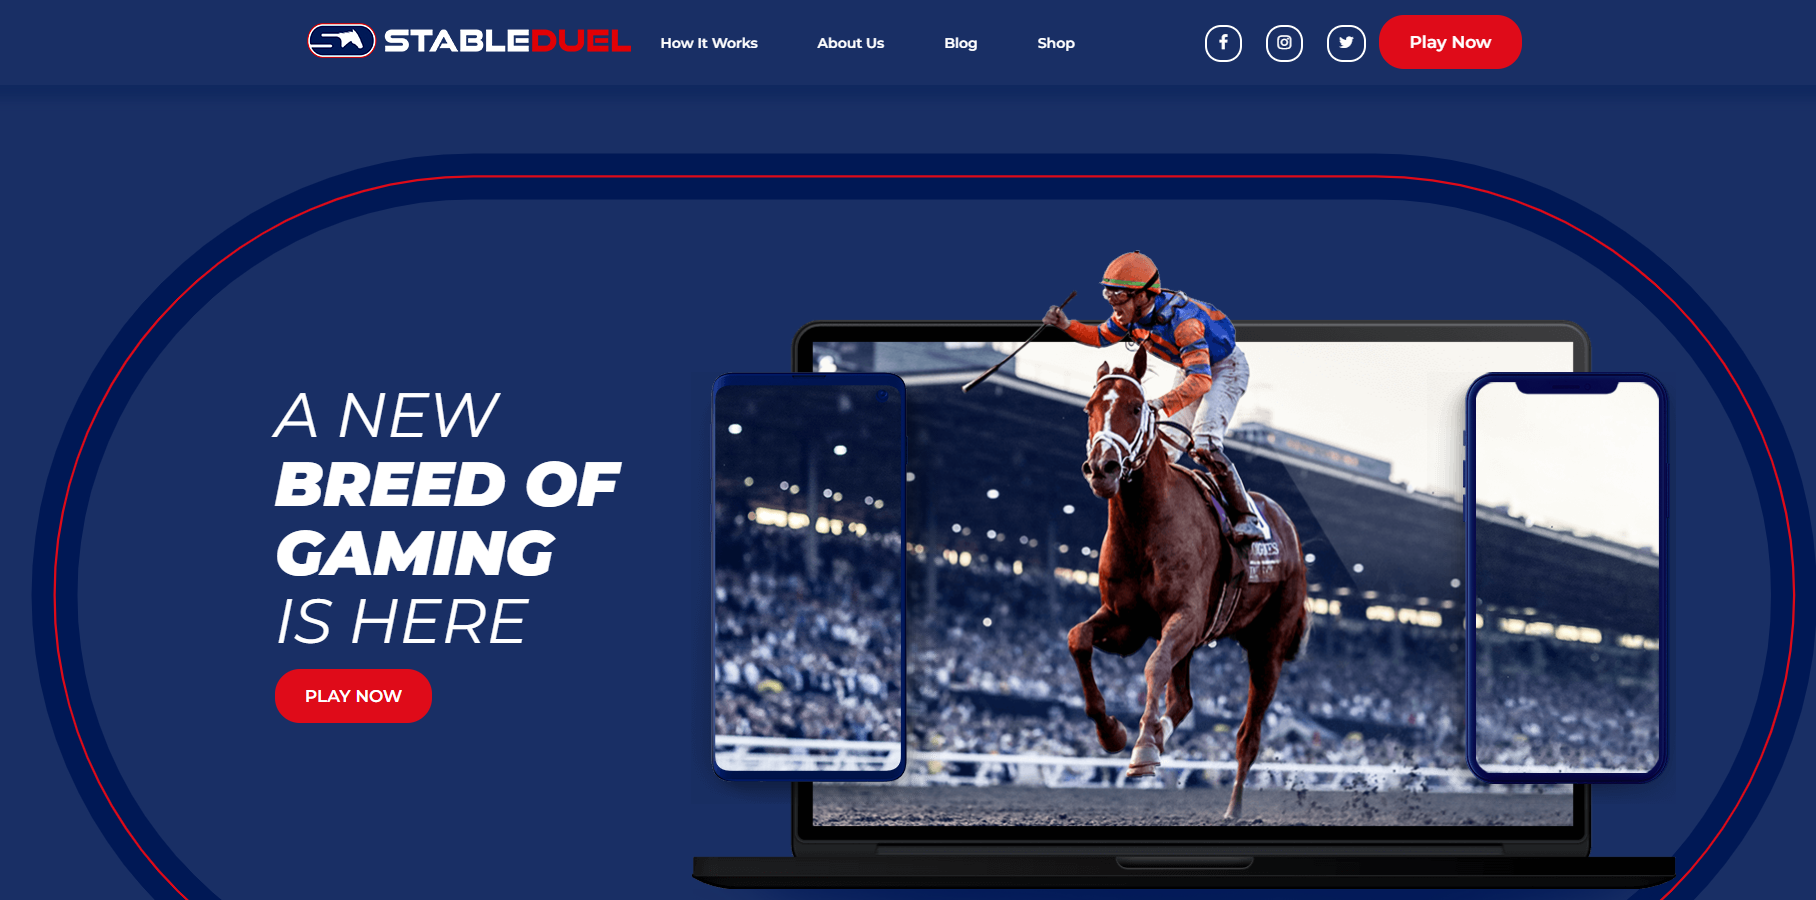 STABLEDUEL
How It Works
About Us
Blog
Shop
Play Now
A NEW
BREED OF
GAMING
IS HERE
PLAY NOW